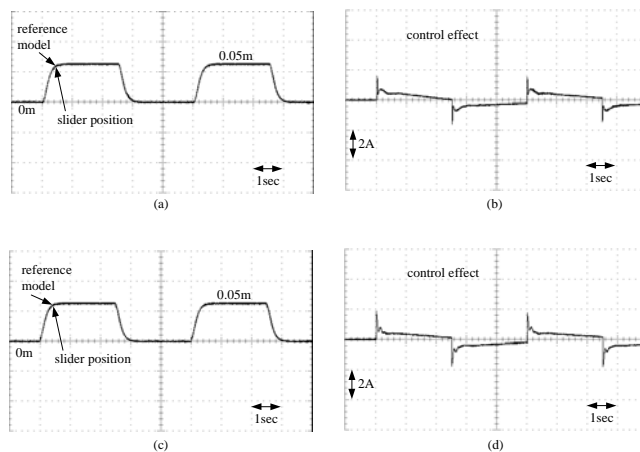 reference
model
0.05m
0m
slider position
1sec
(a)
control effect
2A
1sec
(b)
reference
model
0.05m
0m
slider position
1sec
(c)
control effect
2A
1sec
(d)